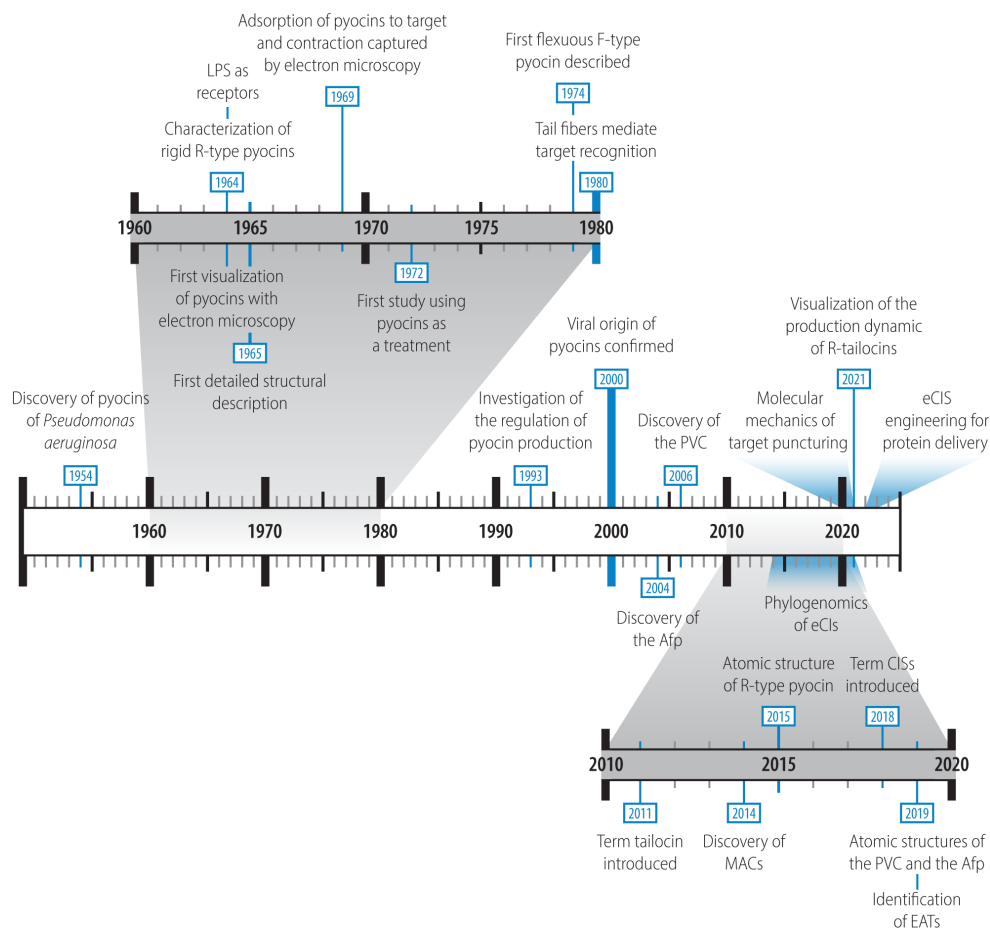 Adsorption of pyocins to target
and contraction captured
by electron microscopy
1969
LPS as
receptors
Characterization of
rigid R-type pyocins
1964
First flexuous F-type
pyocin described
1974
Tail fibers mediate
target recognition
1980
1960
1965
1970
1975
1980
First visualization
of pyocins with
electron microscopy
1965
First detailed structural
description
1972
First study using
pyocins as
a treatment
Discovery of pyocins
of Pseudomonas
aeruginosa
1954
Investigation of
the regulation of
pyocin production
1993
Viral origin of
pyocins confirmed
2000
Discovery of
the PVC
2006
Visualization of the
production dynamic
of R-tailocins
2021
Molecular
mechanics of
target puncturing
eCIS
engineering for
protein delivery
1960
1970
1980
1990
2000
2010
2020
2004
Discovery of
the Afp
Phylogenomics
of eCIs
Atomic structure
of R-type pyocin
2015
Term CISs
introduced
2018
2010
2015
2020
2011
Term tailocin
introduced
2014
Discovery of
MACs
2019
Atomic structures of
the PVC and the Afp
Identification
of EATs